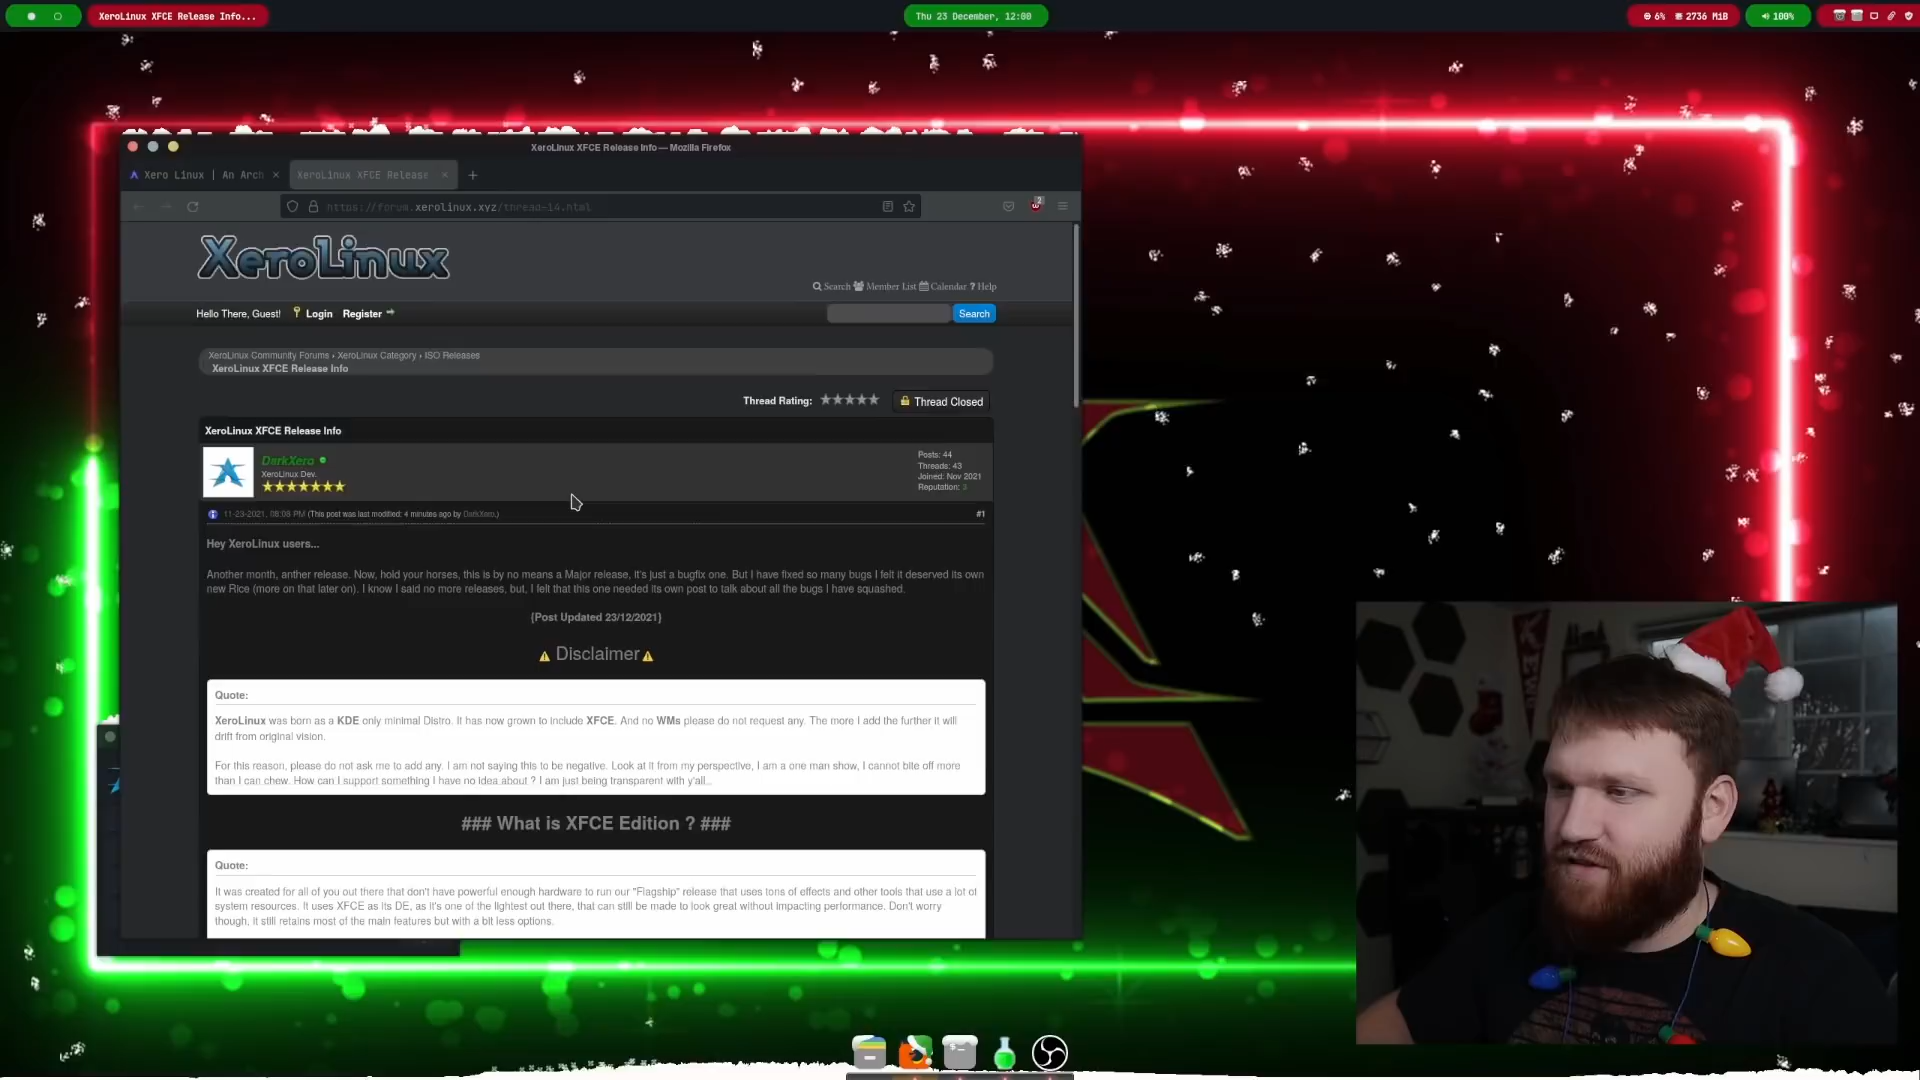 XeroLinux XFCE Release Info...
Thu 23 December, 12:00
6%
2736 MiB
100%
XeroLinux XFCE Release Info — Mozilla Firefox
Xero Linux | An Arch
XeroLinux XFCE Release
https://forum.xerolinux.xyz/thread-14.html
2
XeroLinux
Search Member List Calendar ? Help
Hello There, Guest! Login Register
Search
XeroLinux Community Forums › XeroLinux Category › ISO Releases
XeroLinux XFCE Release Info
Thread Rating:
Thread Closed
XeroLinux XFCE Release Info
DarkXero
XeroLinux Dev.
Posts: 44
Threads: 43
Joined: Nov 2021
Reputation: 3
11-23-2021, 08:08 PM (This post was last modified: 4 minutes ago by DarkXero.)
#1
Hey XeroLinux users...
Another month, anther release. Now, hold your horses, this is by no means a Major release, it's just a bugfix one. But I have fixed so many bugs I felt it deserved its own
new Rice (more on that later on). I know I said no more releases, but, I felt that this one needed its own post to talk about all the bugs I have squashed.
{Post Updated 23/12/2021}
Disclaimer
Quote:
XeroLinux was born as a KDE only minimal Distro. It has now grown to include XFCE. And no WMs please do not request any. The more I add the further it will
drift from original vision.
For this reason, please do not ask me to add any. I am not saying this to be negative. Look at it from my perspective, I am a one man show, I cannot bite off more
than I can chew. How can I support something I have no idea about ? I am just being transparent with y'all...
### What is XFCE Edition ? ###
Quote:
It was created for all of you out there that don't have powerful enough hardware to run our "Flagship" release that uses tons of effects and other tools that use a lot of
system resources. It uses XFCE as its DE, as it's one of the lightest out there, that can still be made to look great without impacting performance. Don't worry
though, it still retains most of the main features but with a bit less options.